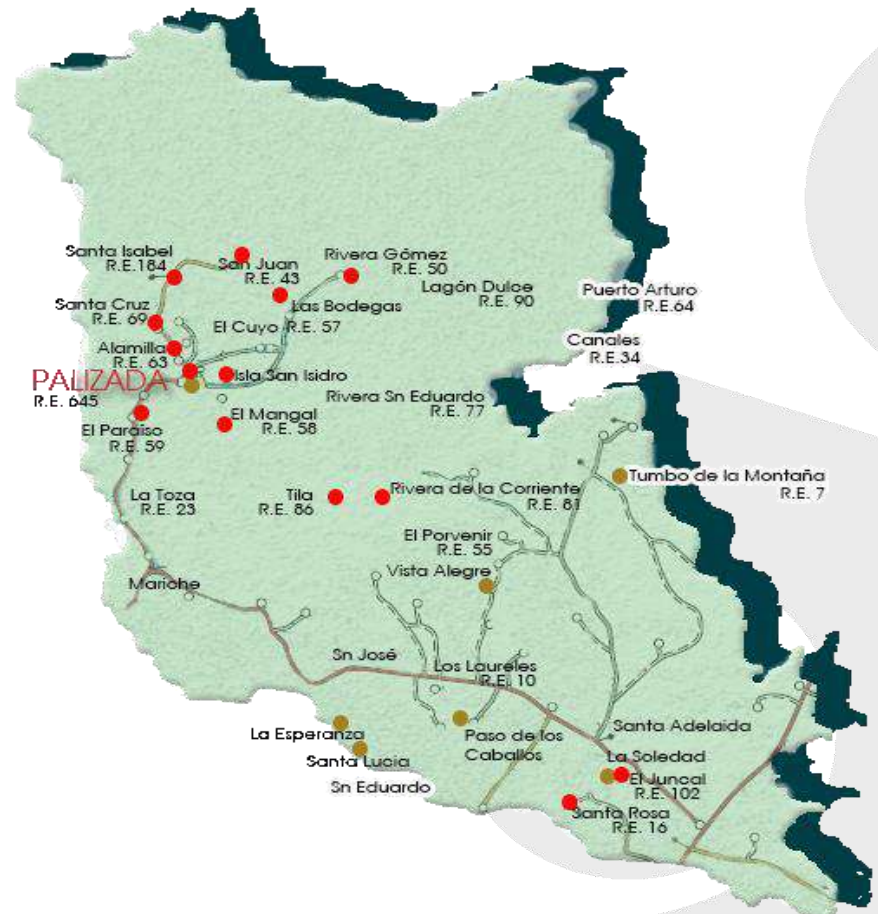 Santa Isabel
R.E.184
San Juan
R.E. 43
Rivera Gómez
R.E. 50
Lagón Dulce
R.E. 90
Puerto Arturo
R.E.64
Santa Cruz
R.E. 69
Las Bodegas
El Cuyo R.E. 57
Canales
R.E.34
Alamilla
R.E. 63
PALIZADA
R.E. 645
Isla San Isidro
Rivera Sn Eduardo
R.E. 77
El Mangal
R.E. 58
El Paraíso
R.E. 59
Tumbo de la Montaña
R.E. 7
La Toza
R.E. 23
Tila
R.E. 86
Rivera de la Corriente
R.E. 81
El Porvenir
R.E. 55
Vista Alegre
Mariche
Sn José
Los Laureles
R.E. 10
La Esperanza
Santa Lucia
Sn Eduardo
Paso de los
Caballos
Santa Adelaida
La Soledad
El Juncal
R.E. 102
Santa Rosa
R.E. 16